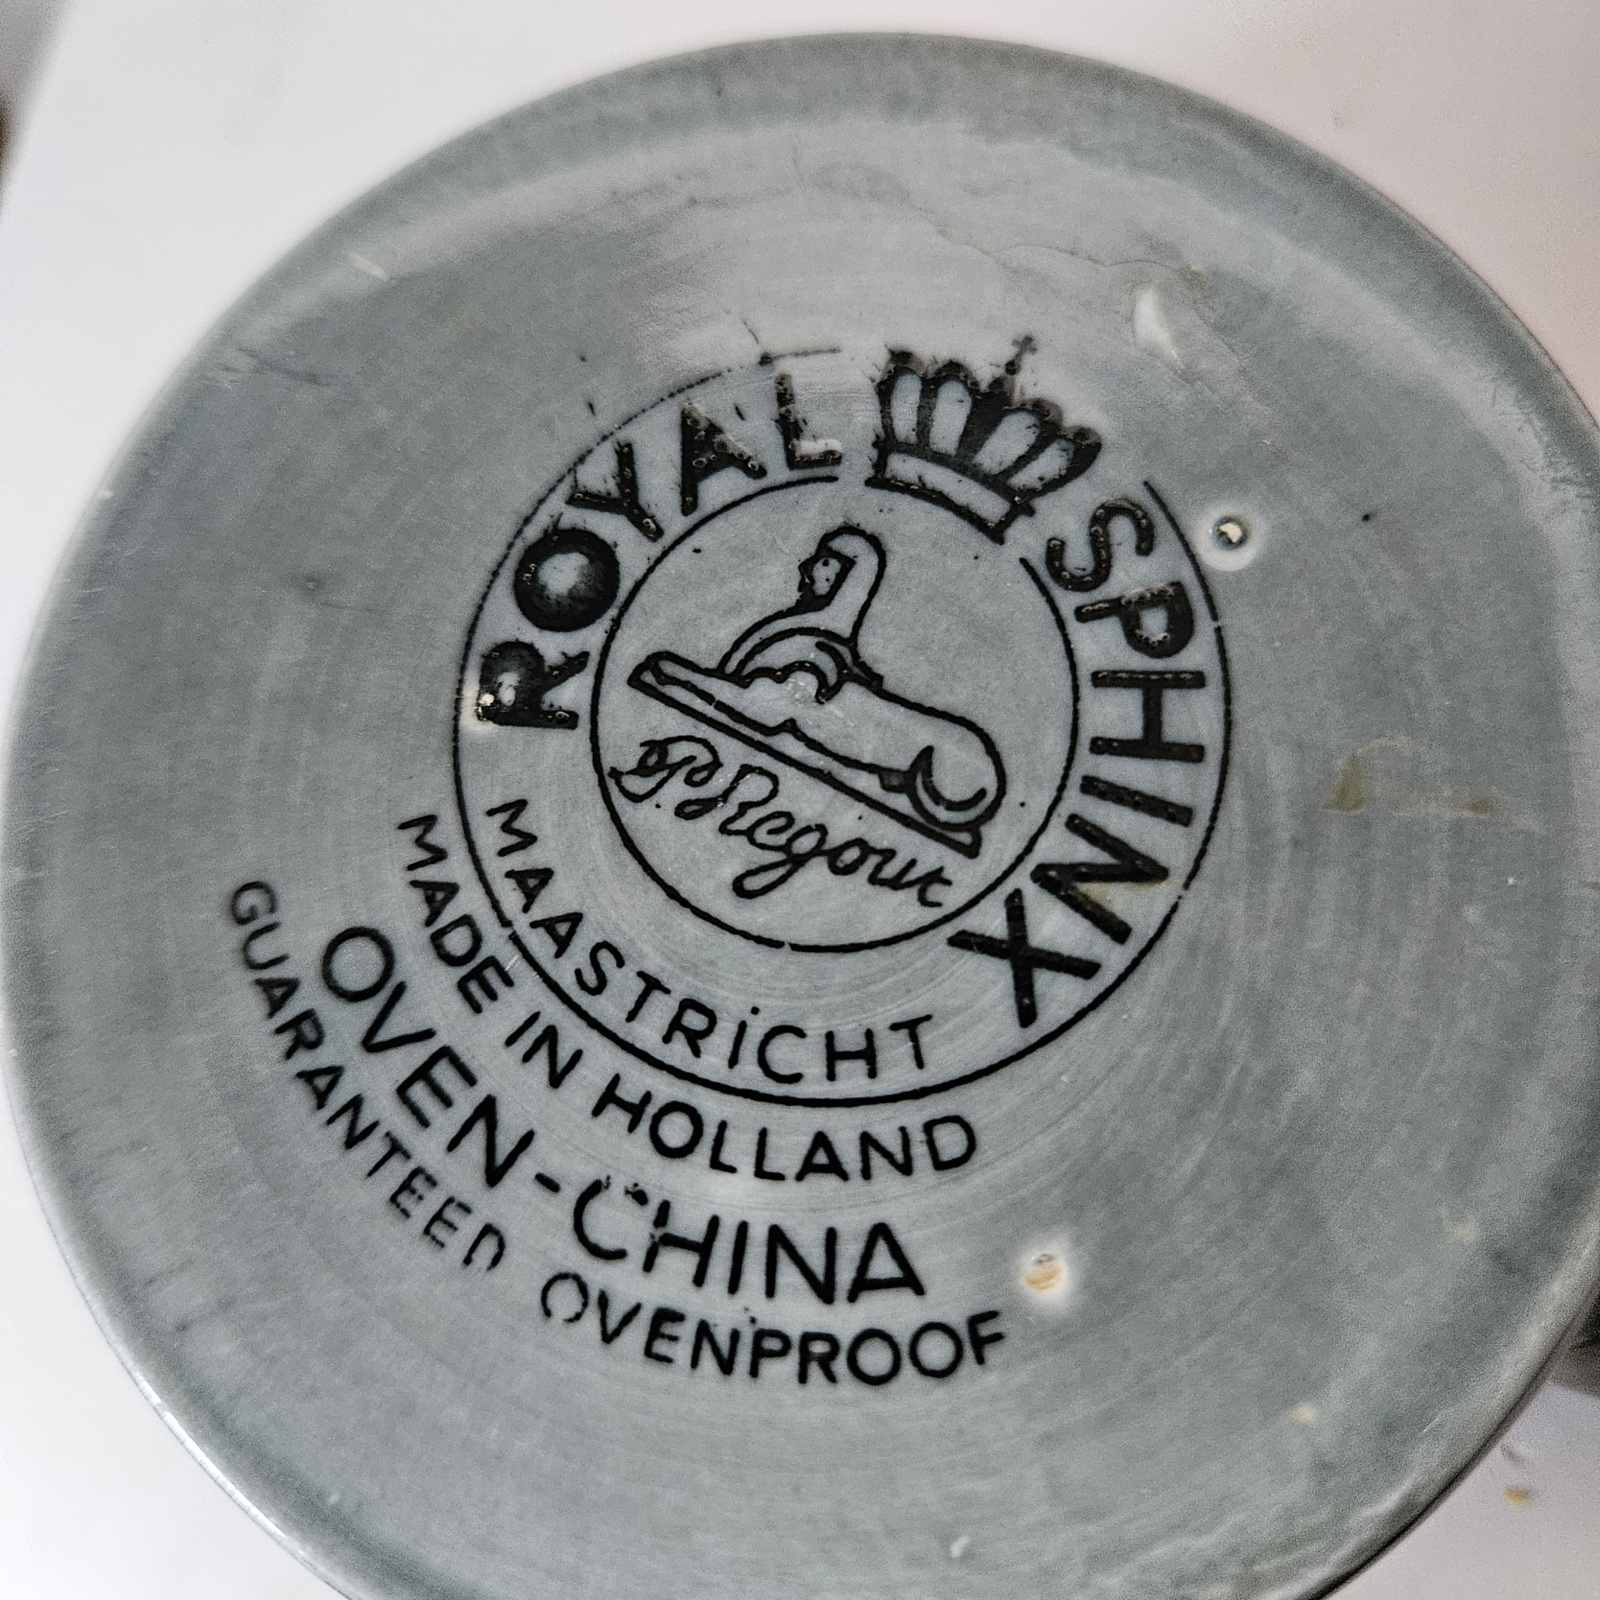 ROYAL SPHINX
P. Regout
MAASTRiCHT
MADE IN HOLLAND
OVEN-CHINA
GUARANTEED OVENPROOF